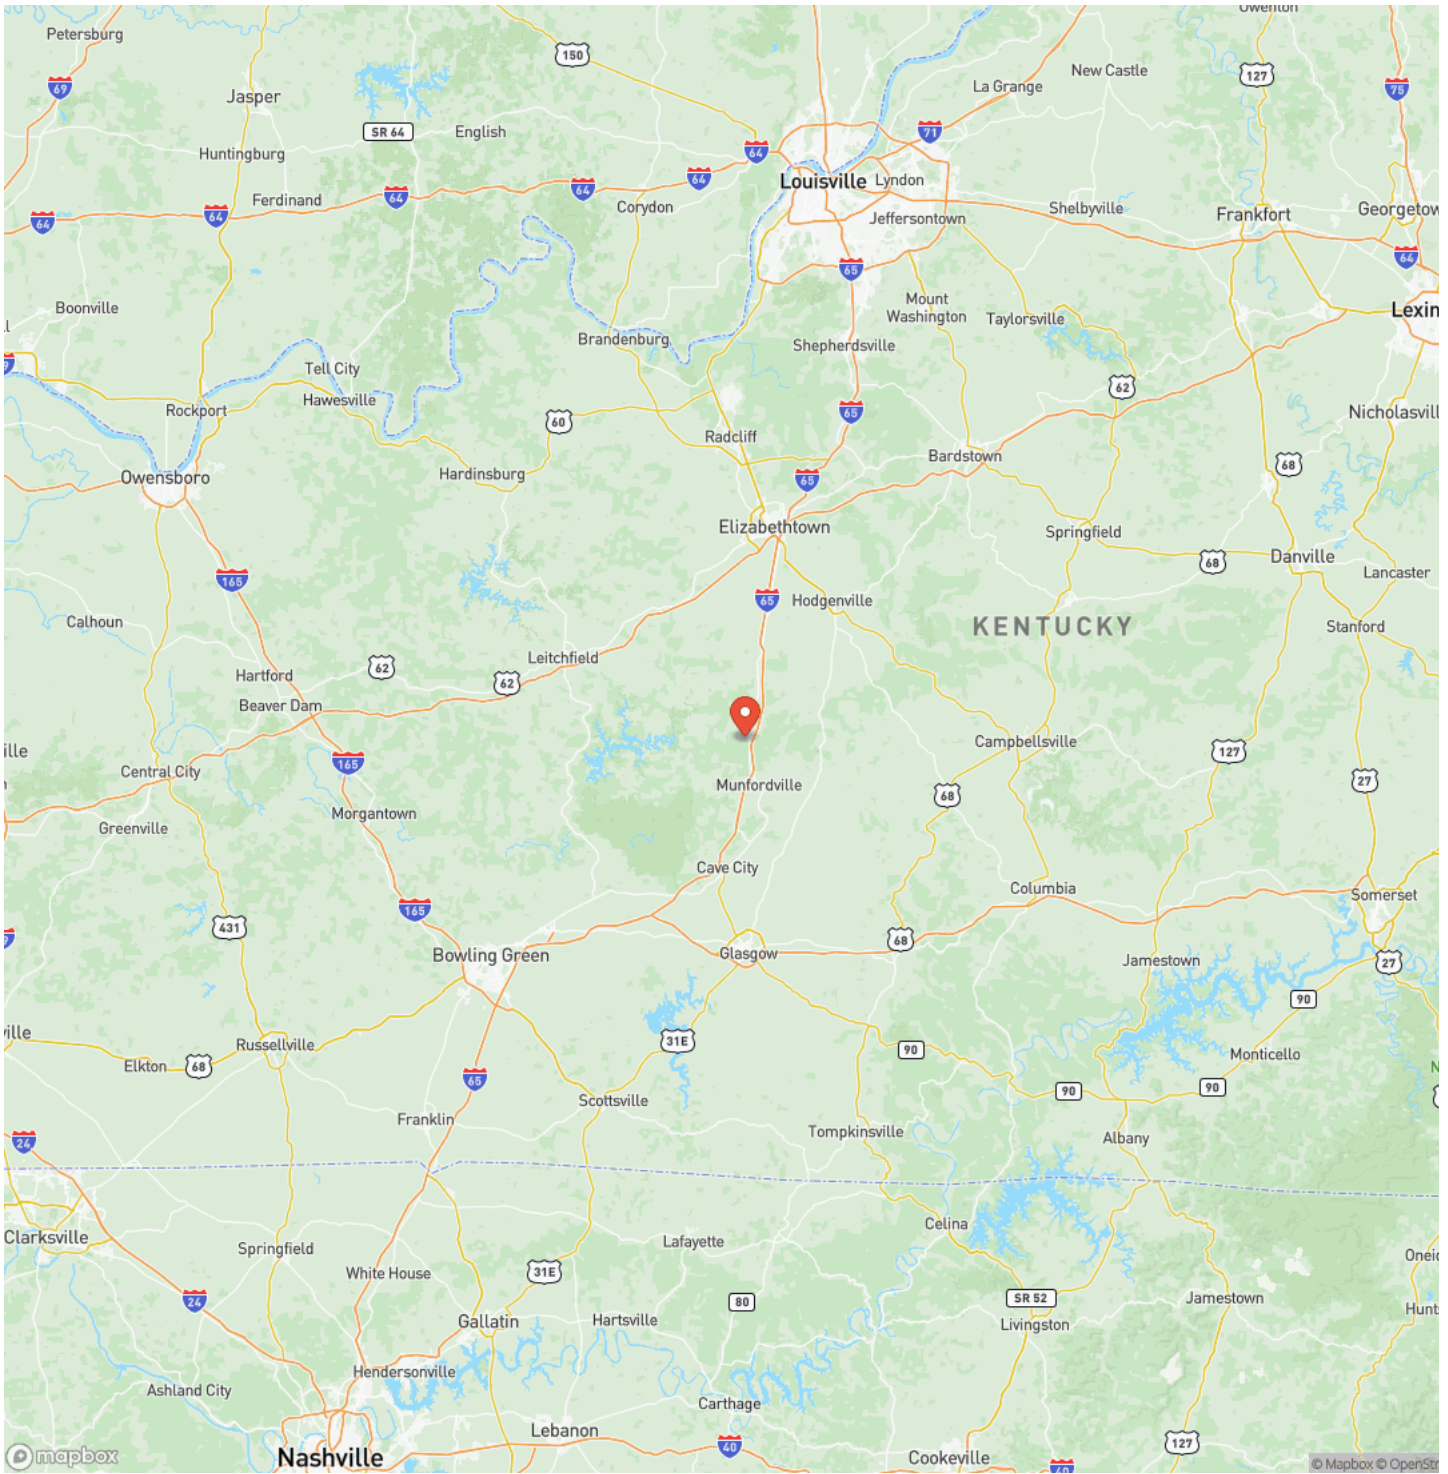 Owenton
Petersburg
150
127
New Castle
La Grange
69
75
Jasper
SR 64
English
71
Huntingburg
64
64
Louisville
Lyndon
64
Ferdinand
64
Corydon
Shelbyville
Frankfort
Georgetow
64
64
Jeffersontown
64
65
Boonville
Mount
Washington
Taylorsville
Lexin
Brandenburg
Shepherdsville
Tell City
62
Hawesville
Rockport
60
65
Nicholasvill
Radcliff
Bardstown
68
Hardinsburg
Owensboro
65
Elizabethtown
Springfield
Danville
68
Lancaster
165
65
Hodgenville
Calhoun
KENTUCKY
Stanford
Leitchfield
62
Hartford
62
Beaver Dam
ille
Campbellsville
127
165
Central City
27
Munfordville
68
Morgantown
Greenville
Cave City
Columbia
Somerset
165
431
68
Bowling Green
Glasgow
Jamestown
27
90
ville
31E
Russellville
90
Monticello
Elkton
68
N
65
90
90
Scottsville
Franklin
Tompkinsville
Albany
24
Celina
Clarksville
Lafayette
Springfield
Oneid
White House
31E
24
80
SR 52
Jamestown
Hunts
Gallatin
Hartsville
Livingston
Hendersonville
Ashland City
Carthage
Lebanon
40
127
Nashville
Cookeville
mapbox
© Mapbox © OpenStr
40